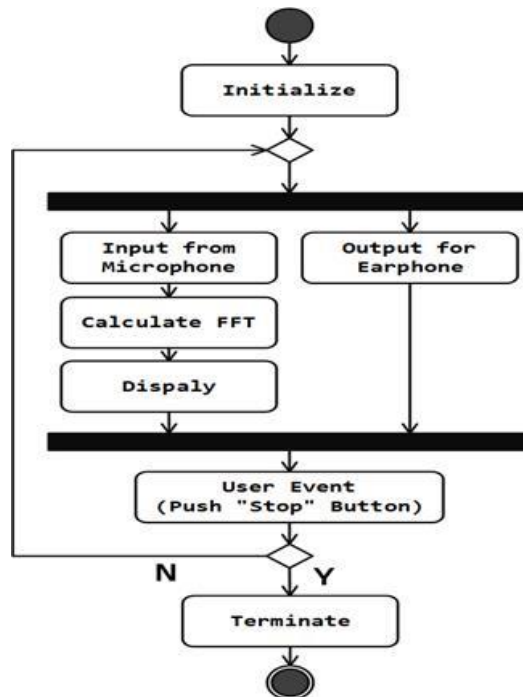 Initialize
Input from
Microphone
Output for
Earphone
Calculate FFT
Dispaly
User Event
(Push "Stop" Button)
N
Y
Terminate